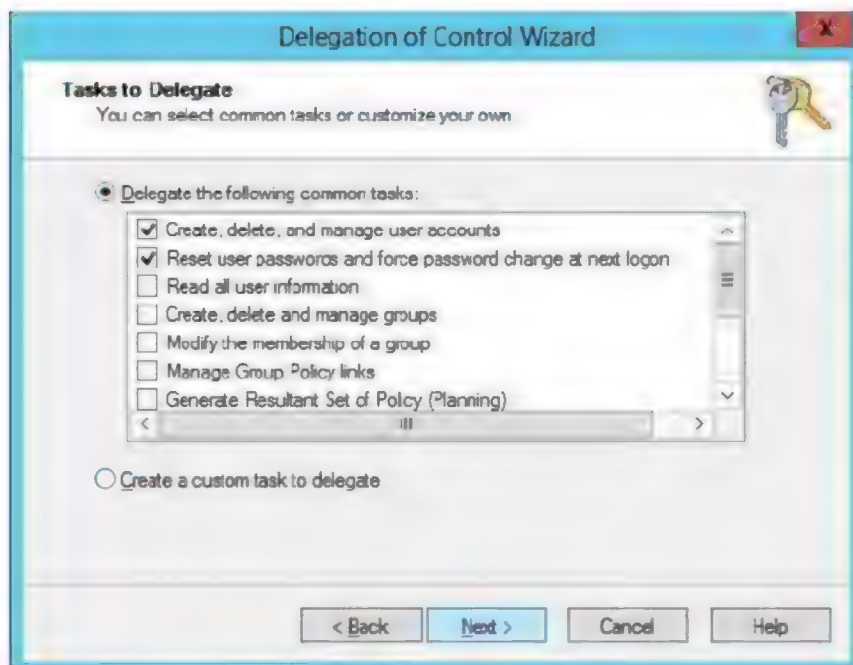 Delegation of Control Wizard
x
Tasks to Delegate
You can select common tasks or customize your own
Delegate the following common tasks:
Create, delete, and manage user accounts
Reset user passwords and force password change at next logon
Read all user information
Create, delete and manage groups
Modify the membership of a group
Manage Group Policy links
Generate Resultant Set of Policy (Planning)
Create a custom task to delegate
< Back
Next >
Cancel
Help